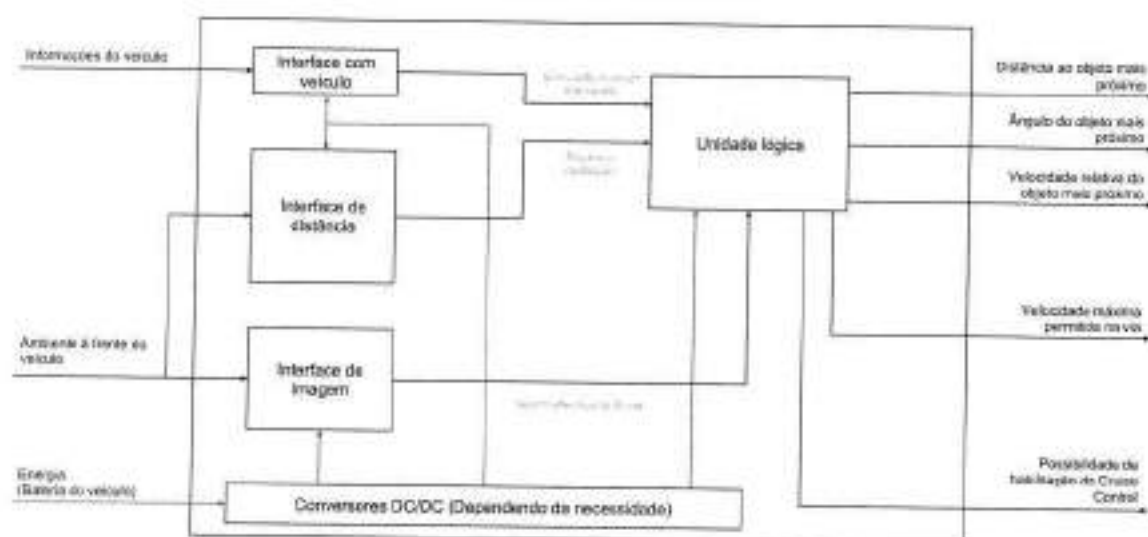 Informações do veículo
Interface com
veículo
Distância ao objeto mais
próximo
Ângulo do objeto mais
próximo
Unidade lógica
Velocidade relativa do
objeto mais próximo
Interface de
distância
Ambiente à frente do
veículo
Interface de
Imagem
Velocidade máxima
permitida na via
Energia
(Bateria do veículo)
Conversores DC/DC (Dependendo da necessidade)
Possibilidade de
habilitação do Cruise
Control